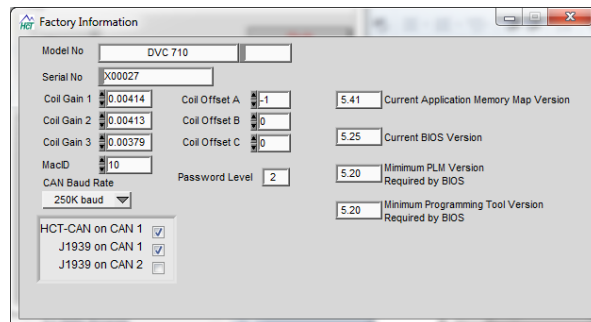 HCT Factory Information
Model No DVC 710
Serial No X00027
Coil Gain 1 0.00414 Coil Offset A -1 5.41 Current Application Memory Map Version
Coil Gain 2 0.00413 Coil Offset B 0 5.25 Current BIOS Version
Coil Gain 3 0.00379 Coil Offset C 0
MacID 10 5.20 Mimimum PLM Version
Required by BIOS
CAN Baud Rate Password Level 2
250K baud 5.20 Minimum Programming Tool Version
Required by BIOS
HCT-CAN on CAN 1
J1939 on CAN 1
J1939 on CAN 2